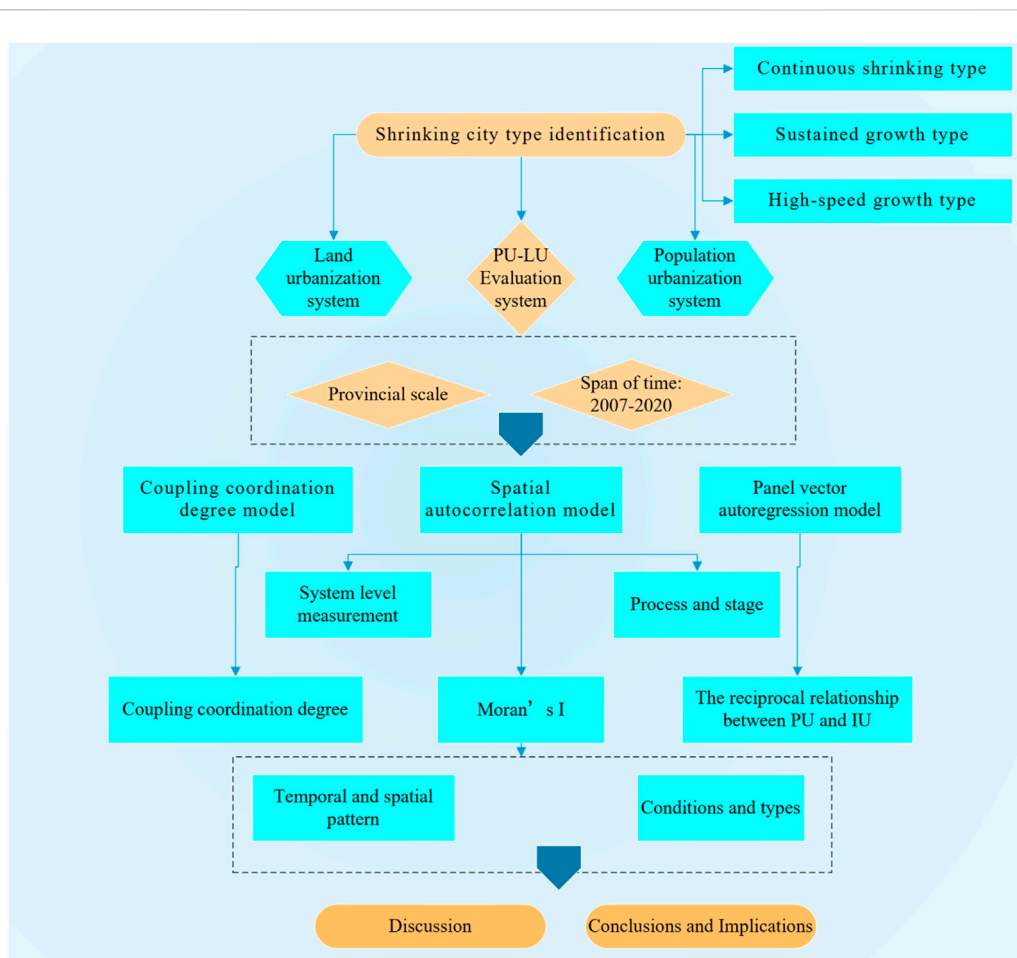 Continuous shrinking type
Shrinking city type identification
Sustained growth type
High-speed growth type
Land
urbanization
system
PU-LU
Evaluation
system
Population
urbanization
system
Provincial scale
Span of time:
2007-2020
Coupling coordination
degree model
Spatial
autocorrelation model
Panel vector
autoregression model
System level
measurement
Process and stage
Coupling coordination degree
Moran’s I
The reciprocal relationship
between PU and IU
Temporal and spatial
pattern
Conditions and types
Discussion
Conclusions and Implications